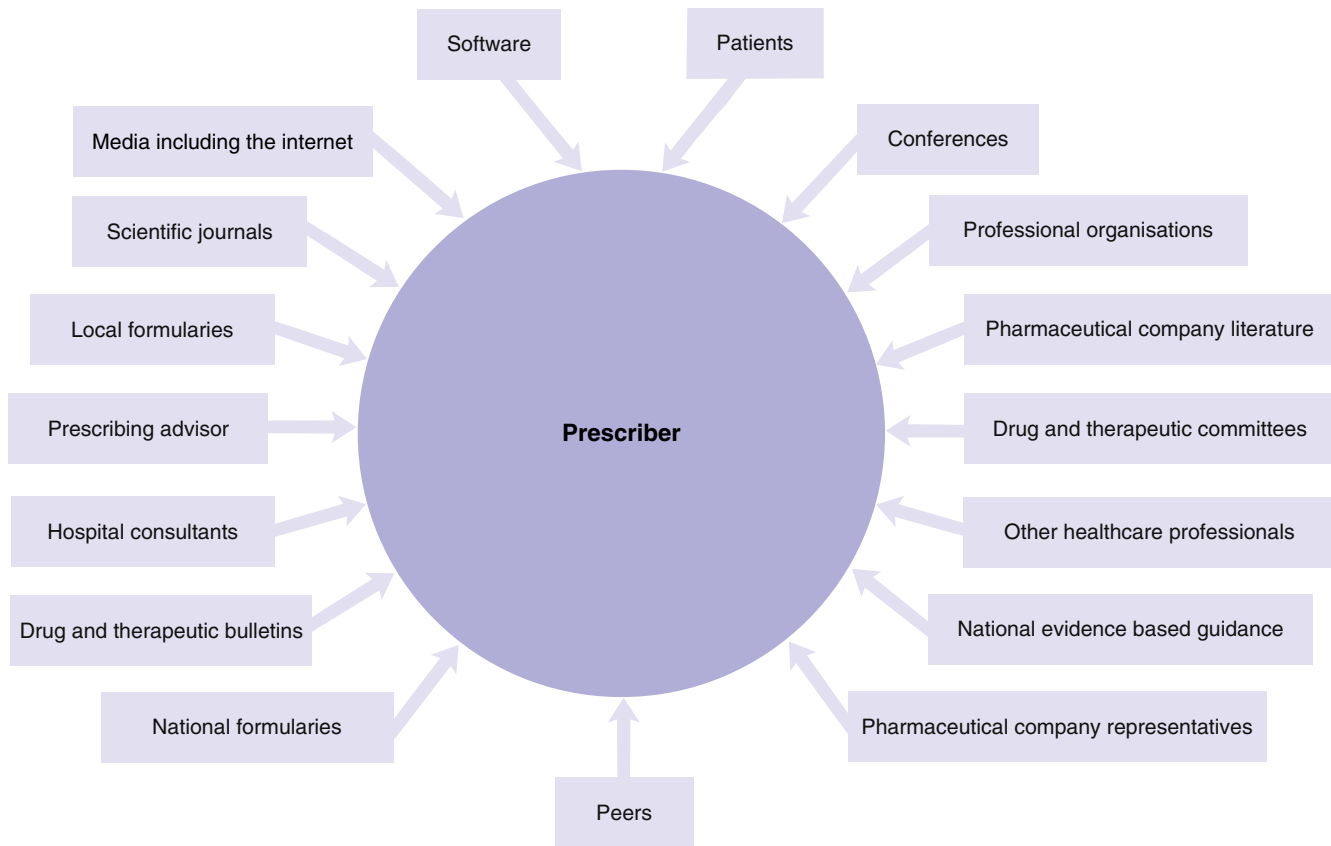 Software
Patients
Media including the internet
Conferences
Scientific journals
Professional organisations
Local formularies
Pharmaceutical company literature
Prescribing advisor
Prescriber
Drug and therapeutic committees
Hospital consultants
Other healthcare professionals
Drug and therapeutic bulletins
National evidence based guidance
National formularies
Pharmaceutical company representatives
Peers